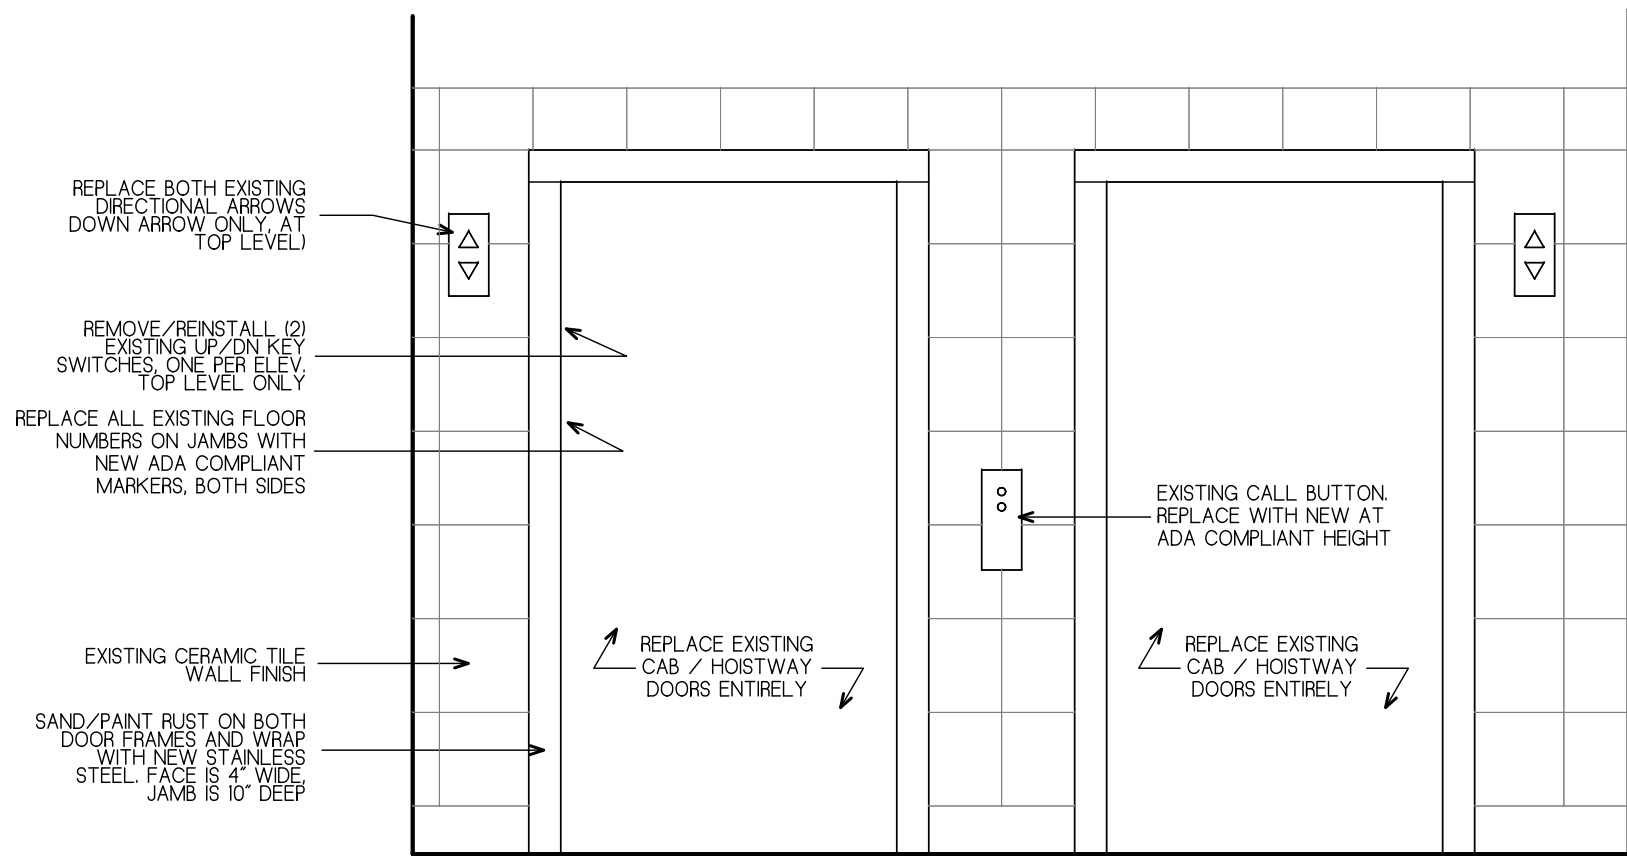 REPLACE BOTH EXISTING
DIRECTIONAL ARROWS
DOWN ARROW ONLY, AT
TOP LEVEL)
REMOVE/REINSTALL (2)
EXISTING UP/DN KEY
SWITCHES, ONE PER ELEV.
TOP LEVEL ONLY
REPLACE ALL EXISTING FLOOR
NUMBERS ON JAMBS WITH
NEW ADA COMPLIANT
MARKERS, BOTH SIDES
EXISTING CALL BUTTON.
REPLACE WITH NEW AT
ADA COMPLIANT HEIGHT
EXISTING CERAMIC TILE
WALL FINISH
REPLACE EXISTING
CAB / HOISTWAY
DOORS ENTIRELY
REPLACE EXISTING
CAB / HOISTWAY
DOORS ENTIRELY
SAND/PAINT RUST ON BOTH
DOOR FRAMES AND WRAP
WITH NEW STAINLESS
STEEL. FACE IS 4" WIDE,
JAMB IS 10" DEEP